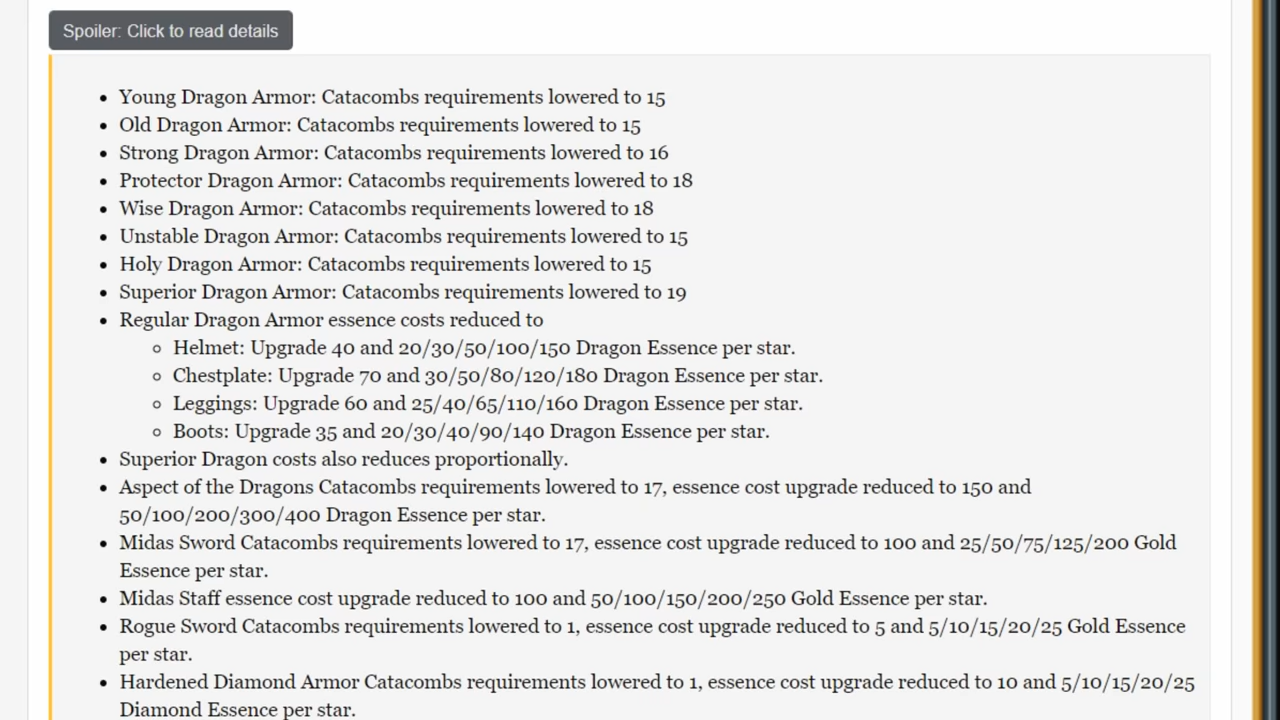 Spoiler: Click to read details
Young Dragon Armor: Catacombs requirements lowered to 15
Old Dragon Armor: Catacombs requirements lowered to 15
Strong Dragon Armor: Catacombs requirements lowered to 16
Protector Dragon Armor: Catacombs requirements lowered to 18
Wise Dragon Armor: Catacombs requirements lowered to 18
Unstable Dragon Armor: Catacombs requirements lowered to 15
Holy Dragon Armor: Catacombs requirements lowered to 15
Superior Dragon Armor: Catacombs requirements lowered to 19
Regular Dragon Armor essence costs reduced to
Helmet: Upgrade 40 and 20/30/50/100/150 Dragon Essence per star.
Chestplate: Upgrade 70 and 30/50/80/120/180 Dragon Essence per star.
Leggings: Upgrade 60 and 25/40/65/110/160 Dragon Essence per star.
Boots: Upgrade 35 and 20/30/40/90/140 Dragon Essence per star.
Superior Dragon costs also reduces proportionally.
Aspect of the Dragons Catacombs requirements lowered to 17, essence cost upgrade reduced to 150 and
50/100/200/300/400 Dragon Essence per star.
Midas Sword Catacombs requirements lowered to 17, essence cost upgrade reduced to 100 and 25/50/75/125/200 Gold
Essence per star.
Midas Staff essence cost upgrade reduced to 100 and 50/100/150/200/250 Gold Essence per star.
Rogue Sword Catacombs requirements lowered to 1, essence cost upgrade reduced to 5 and 5/10/15/20/25 Gold Essence
per star.
Hardened Diamond Armor Catacombs requirements lowered to 1, essence cost upgrade reduced to 10 and 5/10/15/20/25
Diamond Essence per star.